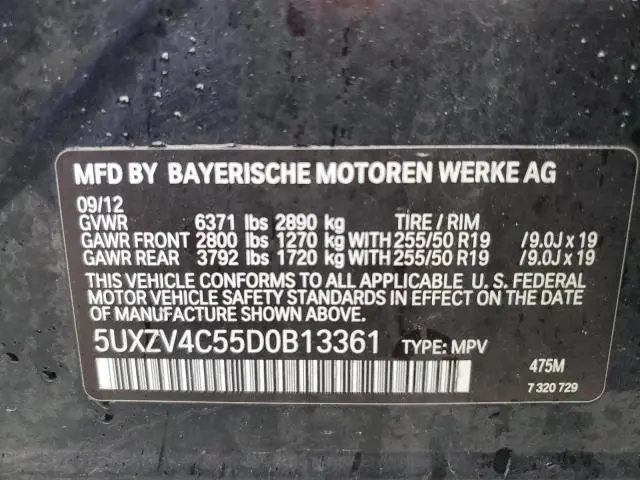 MFD BY BAYERISCHE MOTOREN WERKE AG
09/12
GVWR 6371 lbs 2890 kg TIRE / RIM
GAWR FRONT 2800 lbs 1270 kg WITH 255/50 R19 /9.0J x 19
GAWR REAR 3792 lbs 1720 kg WITH 255/50 R19 /9.0J x 19
THIS VEHICLE CONFORMS TO ALL APPLICABLE U. S. FEDERAL
MOTOR VEHICLE SAFETY STANDARDS IN EFFECT ON THE DATE
OF MANUFACTURE SHOWN ABOVE.
5UXZV4C55D0B13361 TYPE: MPV
475M
7 320 729